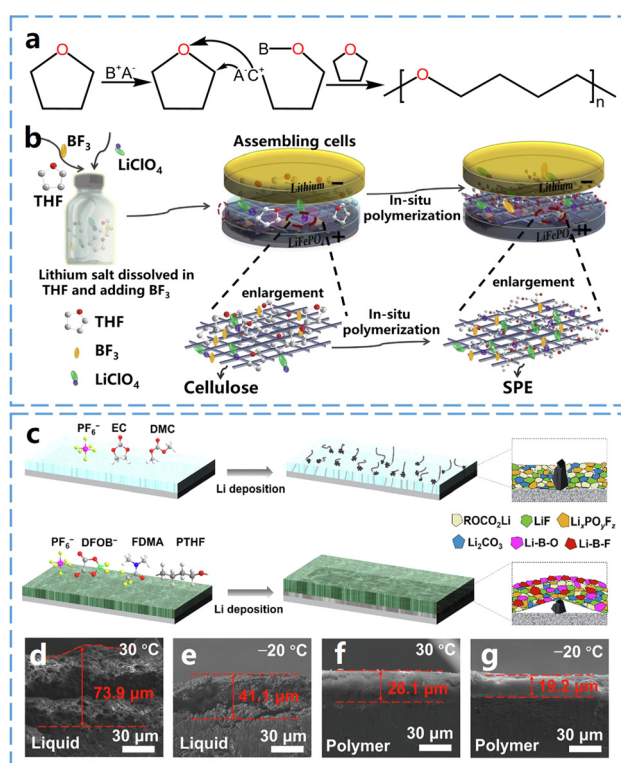 a
O
B⁺A⁻
O
A⁻C⁺
B—O
O
O
n
b
BF₃
LiClO₄
THF
Assembling cells
Lithium
LiFePO₄
In-situ
polymerization
Lithium
LiFePO₄
Lithium salt dissolved in
THF and adding BF₃
THF
BF₃
LiClO₄
enlargement
In-situ
polymerization
enlargement
Cellulose
SPE
c
PF₆⁻ EC DMC
Li deposition
ROCO₂Li LiF LiₓPOᵧF_z
Li₂CO₃ Li-B-O Li-B-F
PF₆⁻ DFOB⁻ FDMA PTHF
Li deposition
d 30 °C
73.9 μm
Liquid 30 μm
e −20 °C
41.1 μm
Liquid 30 μm
f 30 °C
28.1 μm
Polymer 30 μm
g −20 °C
19.2 μm
Polymer 30 μm